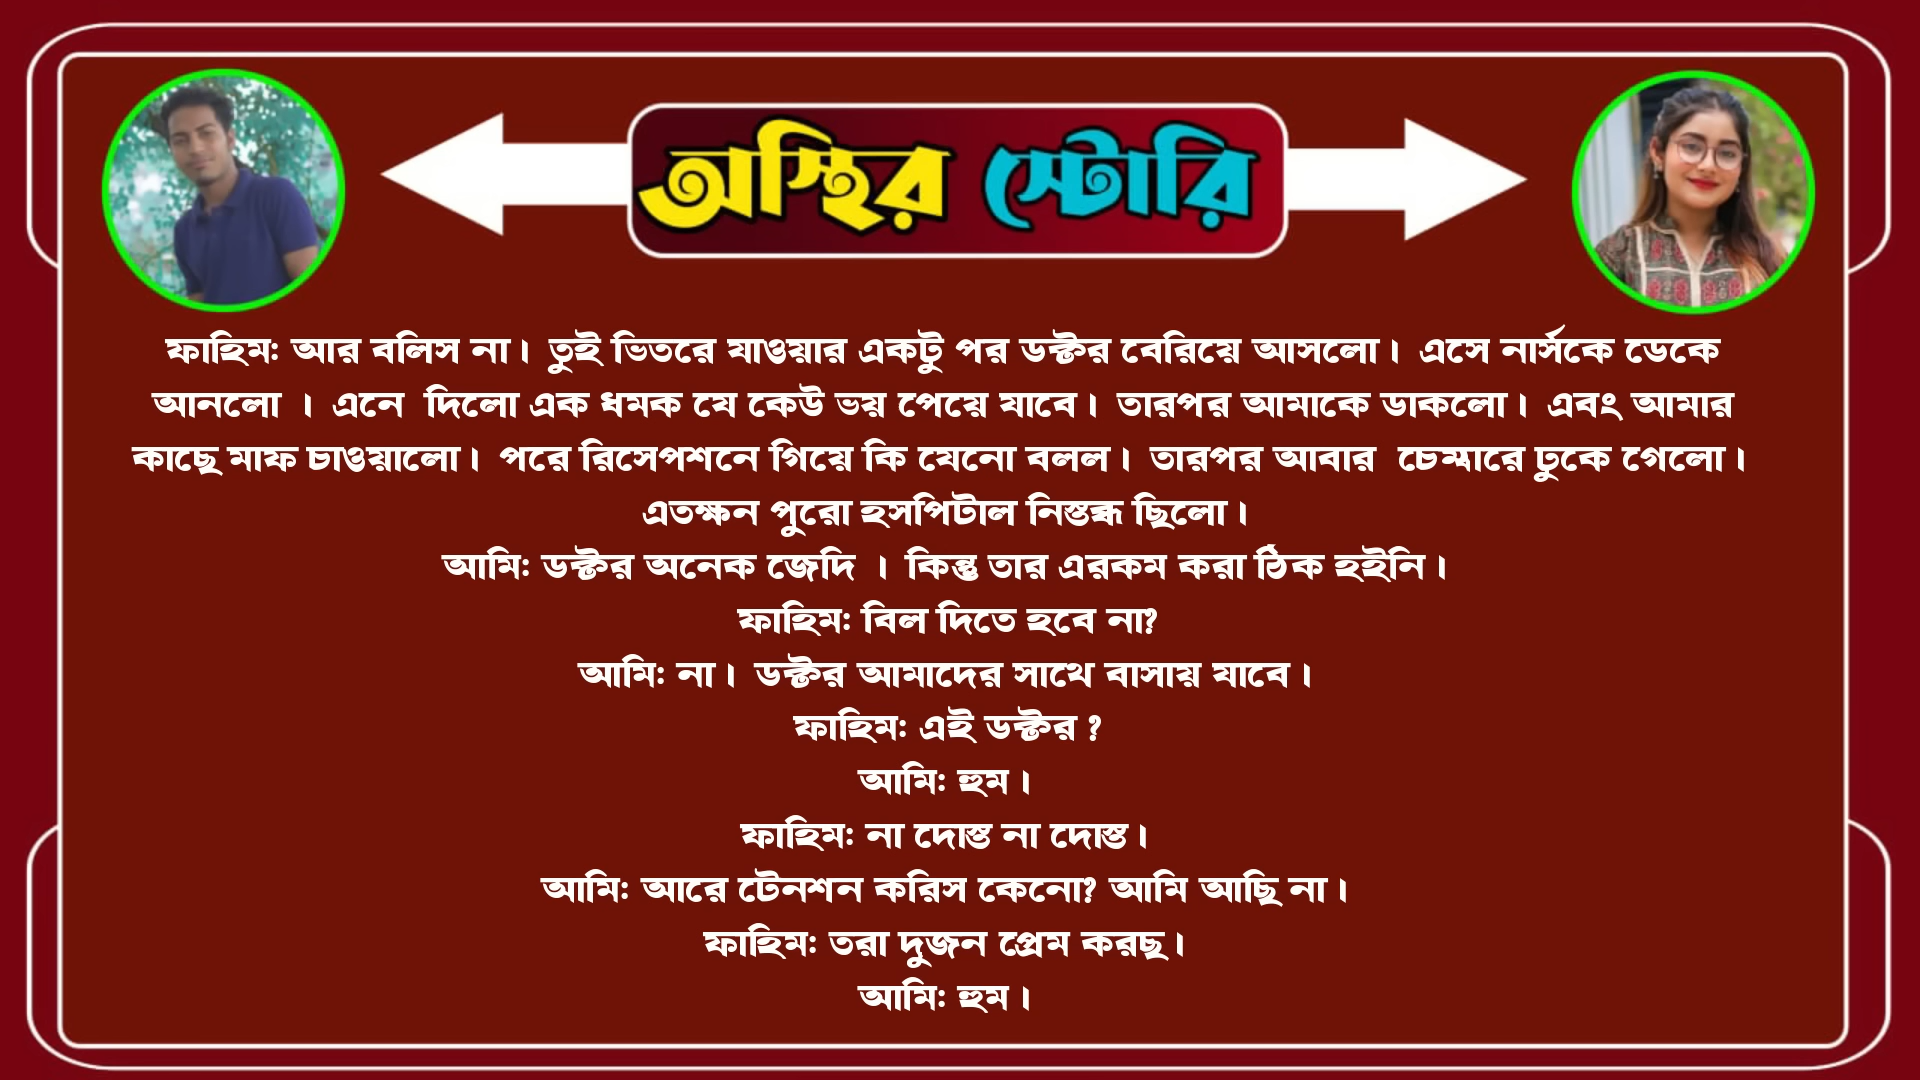 অস্থির স্টোরি
ফাহিম: আর বলিস না। তুই ভিতরে যাওয়ার একটু পর ডক্টর বেরিয়ে আসলো। এসে নার্সকে ডেকে
আনলো । এনে দিলো এক ধমক যে কেউ ভয় পেয়ে যাবে। তারপর আমাকে ডাকলো। এবং আমার
কাছে মাফ চাওয়ালো। পরে রিসেপশনে গিয়ে কি যেনো বলল। তারপর আবার চেম্বারে ঢুকে গেলো।
এতক্ষন পুরো হসপিটাল নিস্তব্ধ ছিলো।
আমি: ডক্টর অনেক জেদি । কিন্তু তার এরকম করা ঠিক হইনি।
ফাহিম: বিল দিতে হবে না?
আমি: না। ডক্টর আমাদের সাথে বাসায় যাবে।
ফাহিম: এই ডক্টর ?
আমি: হুম।
ফাহিম: না দোস্ত না দোস্ত।
আমি: আরে টেনশন করিস কেনো? আমি আছি না।
ফাহিম: তরা দুজন প্রেম করছ।
আমি: হুম।